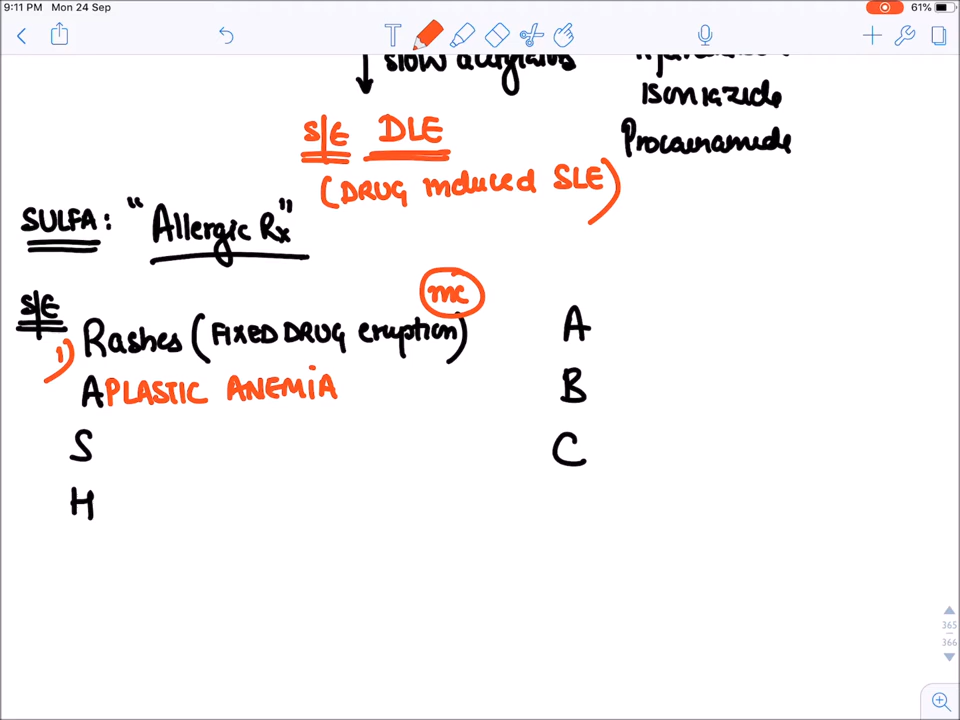 9:11 PM Mon 24 Sep
61%
slow
Isoniazide
Procainamide
S/E DLE
(DRUG induced SLE)
SULFA: "Allergic Rx"
S/E
mc
1) Rashes (FIXED DRUG eruption)
APLASTIC ANEMIA
S
H
A
B
C
365
366